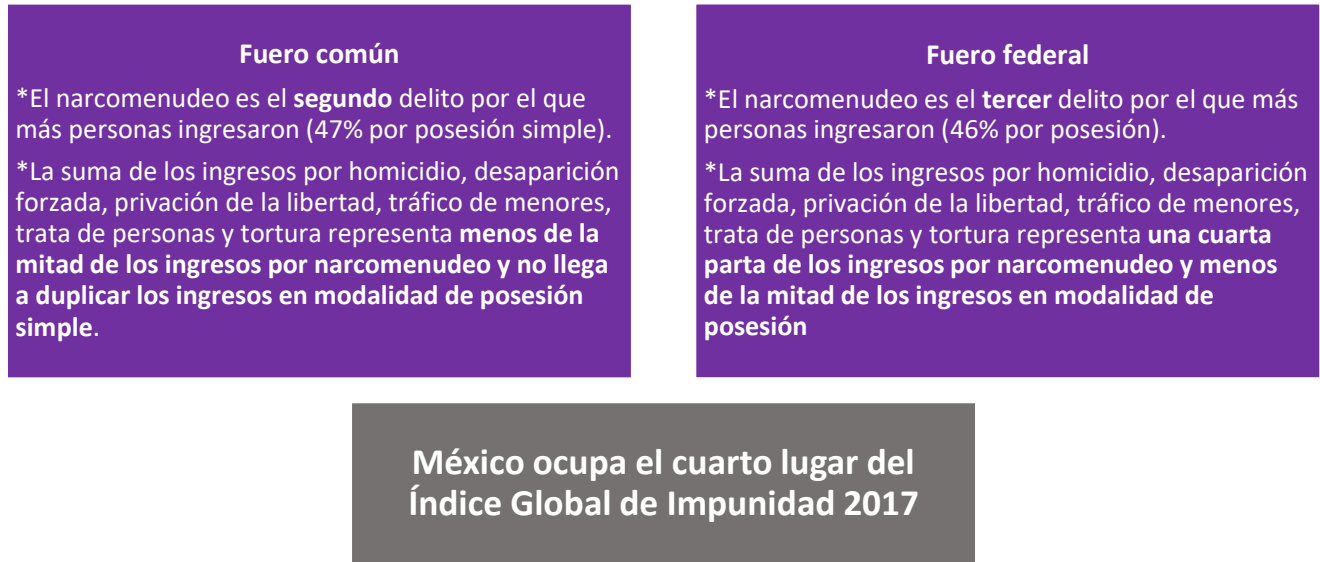 Fuero común
*El narcomenudeo es el segundo delito por el que
más personas ingresaron (47% por posesión simple).
*La suma de los ingresos por homicidio, desaparición
forzada, privación de la libertad, tráfico de menores,
trata de personas y tortura representa menos de la
mitad de los ingresos por narcomenudeo y no llega
a duplicar los ingresos en modalidad de posesión
simple.
Fuero federal
*El narcomenudeo es el tercer delito por el que más
personas ingresaron (46% por posesión).
*La suma de los ingresos por homicidio, desaparición
forzada, privación de la libertad, tráfico de menores,
trata de personas y tortura representa una cuarta
parta de los ingresos por narcomenudeo y menos
de la mitad de los ingresos en modalidad de
posesión
México ocupa el cuarto lugar del
Índice Global de Impunidad 2017